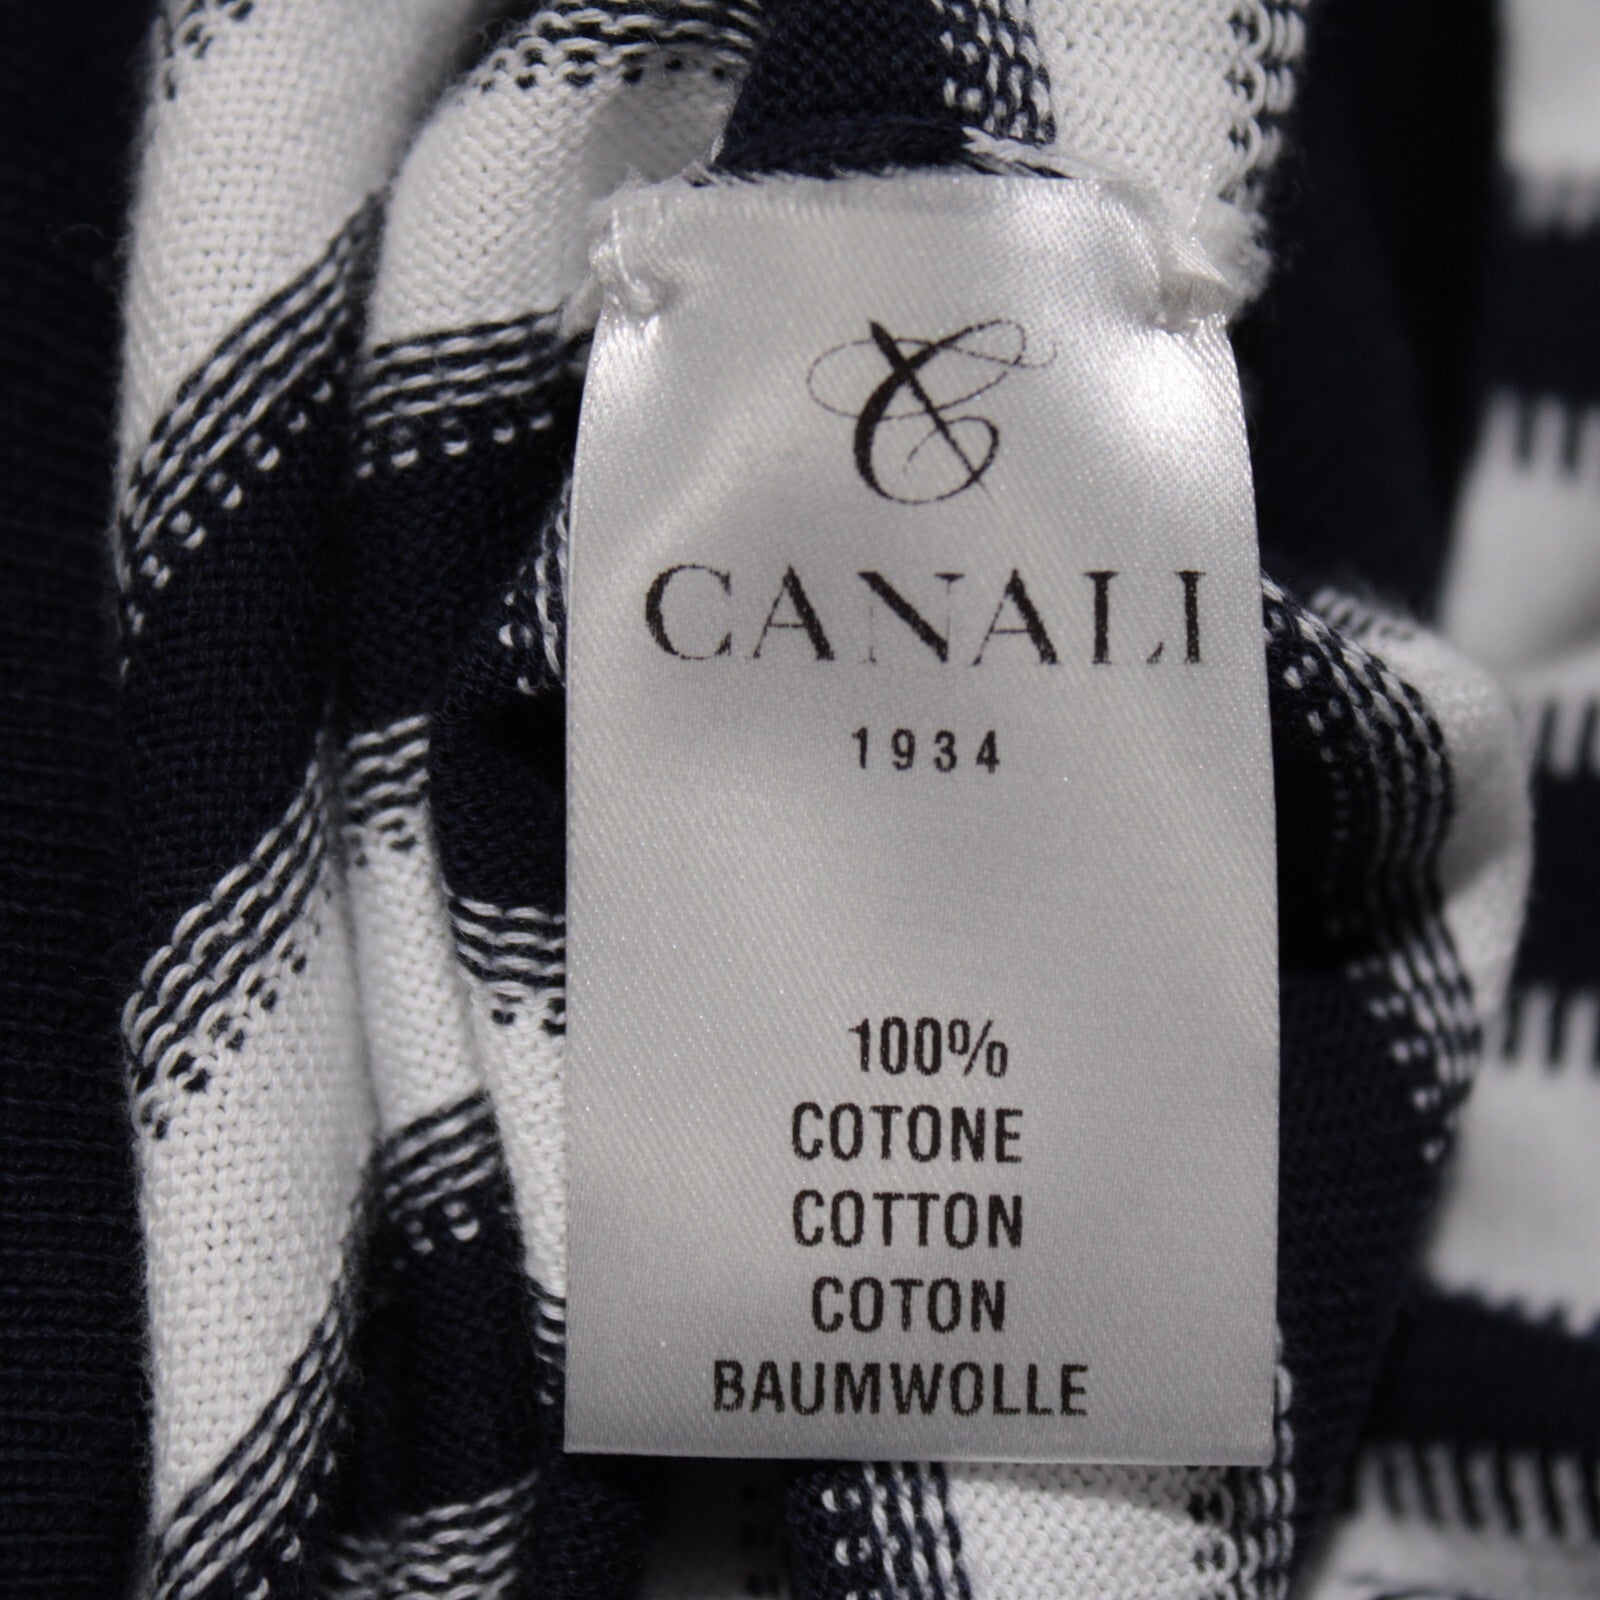 CANALI
1934
100%
COTONE
COTTON
COTON
BAUMWOLLE